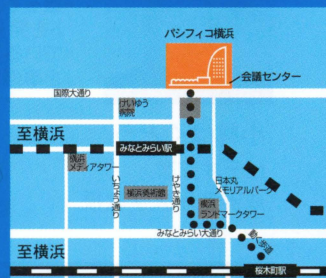 パシフィコ横浜
会議センター
国際大通り
けいゆう
病院
至横浜
みなとみらい駅
横浜
メディアタワー
いちょう通り
横浜美術館
けやき通り
日本丸
メモリアルパーク
横浜
ランドマークタワー
みなとみらい大通り
動く歩道
至横浜
桜木町駅